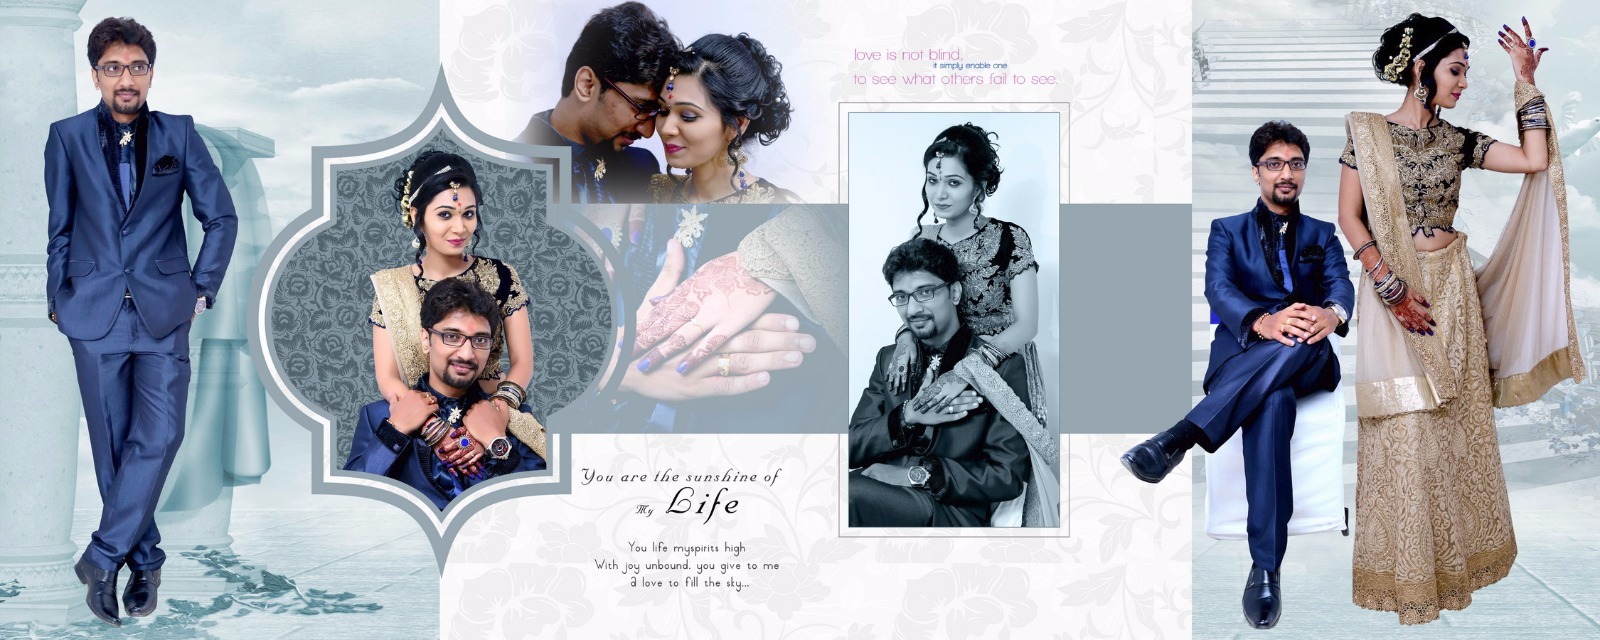 love is not blind,
it simply enable one
to see what others fail to see.
You are the sunshine of
My Life
You life myspirits high
With joy unbound, you give to me
a love to fill the sky...